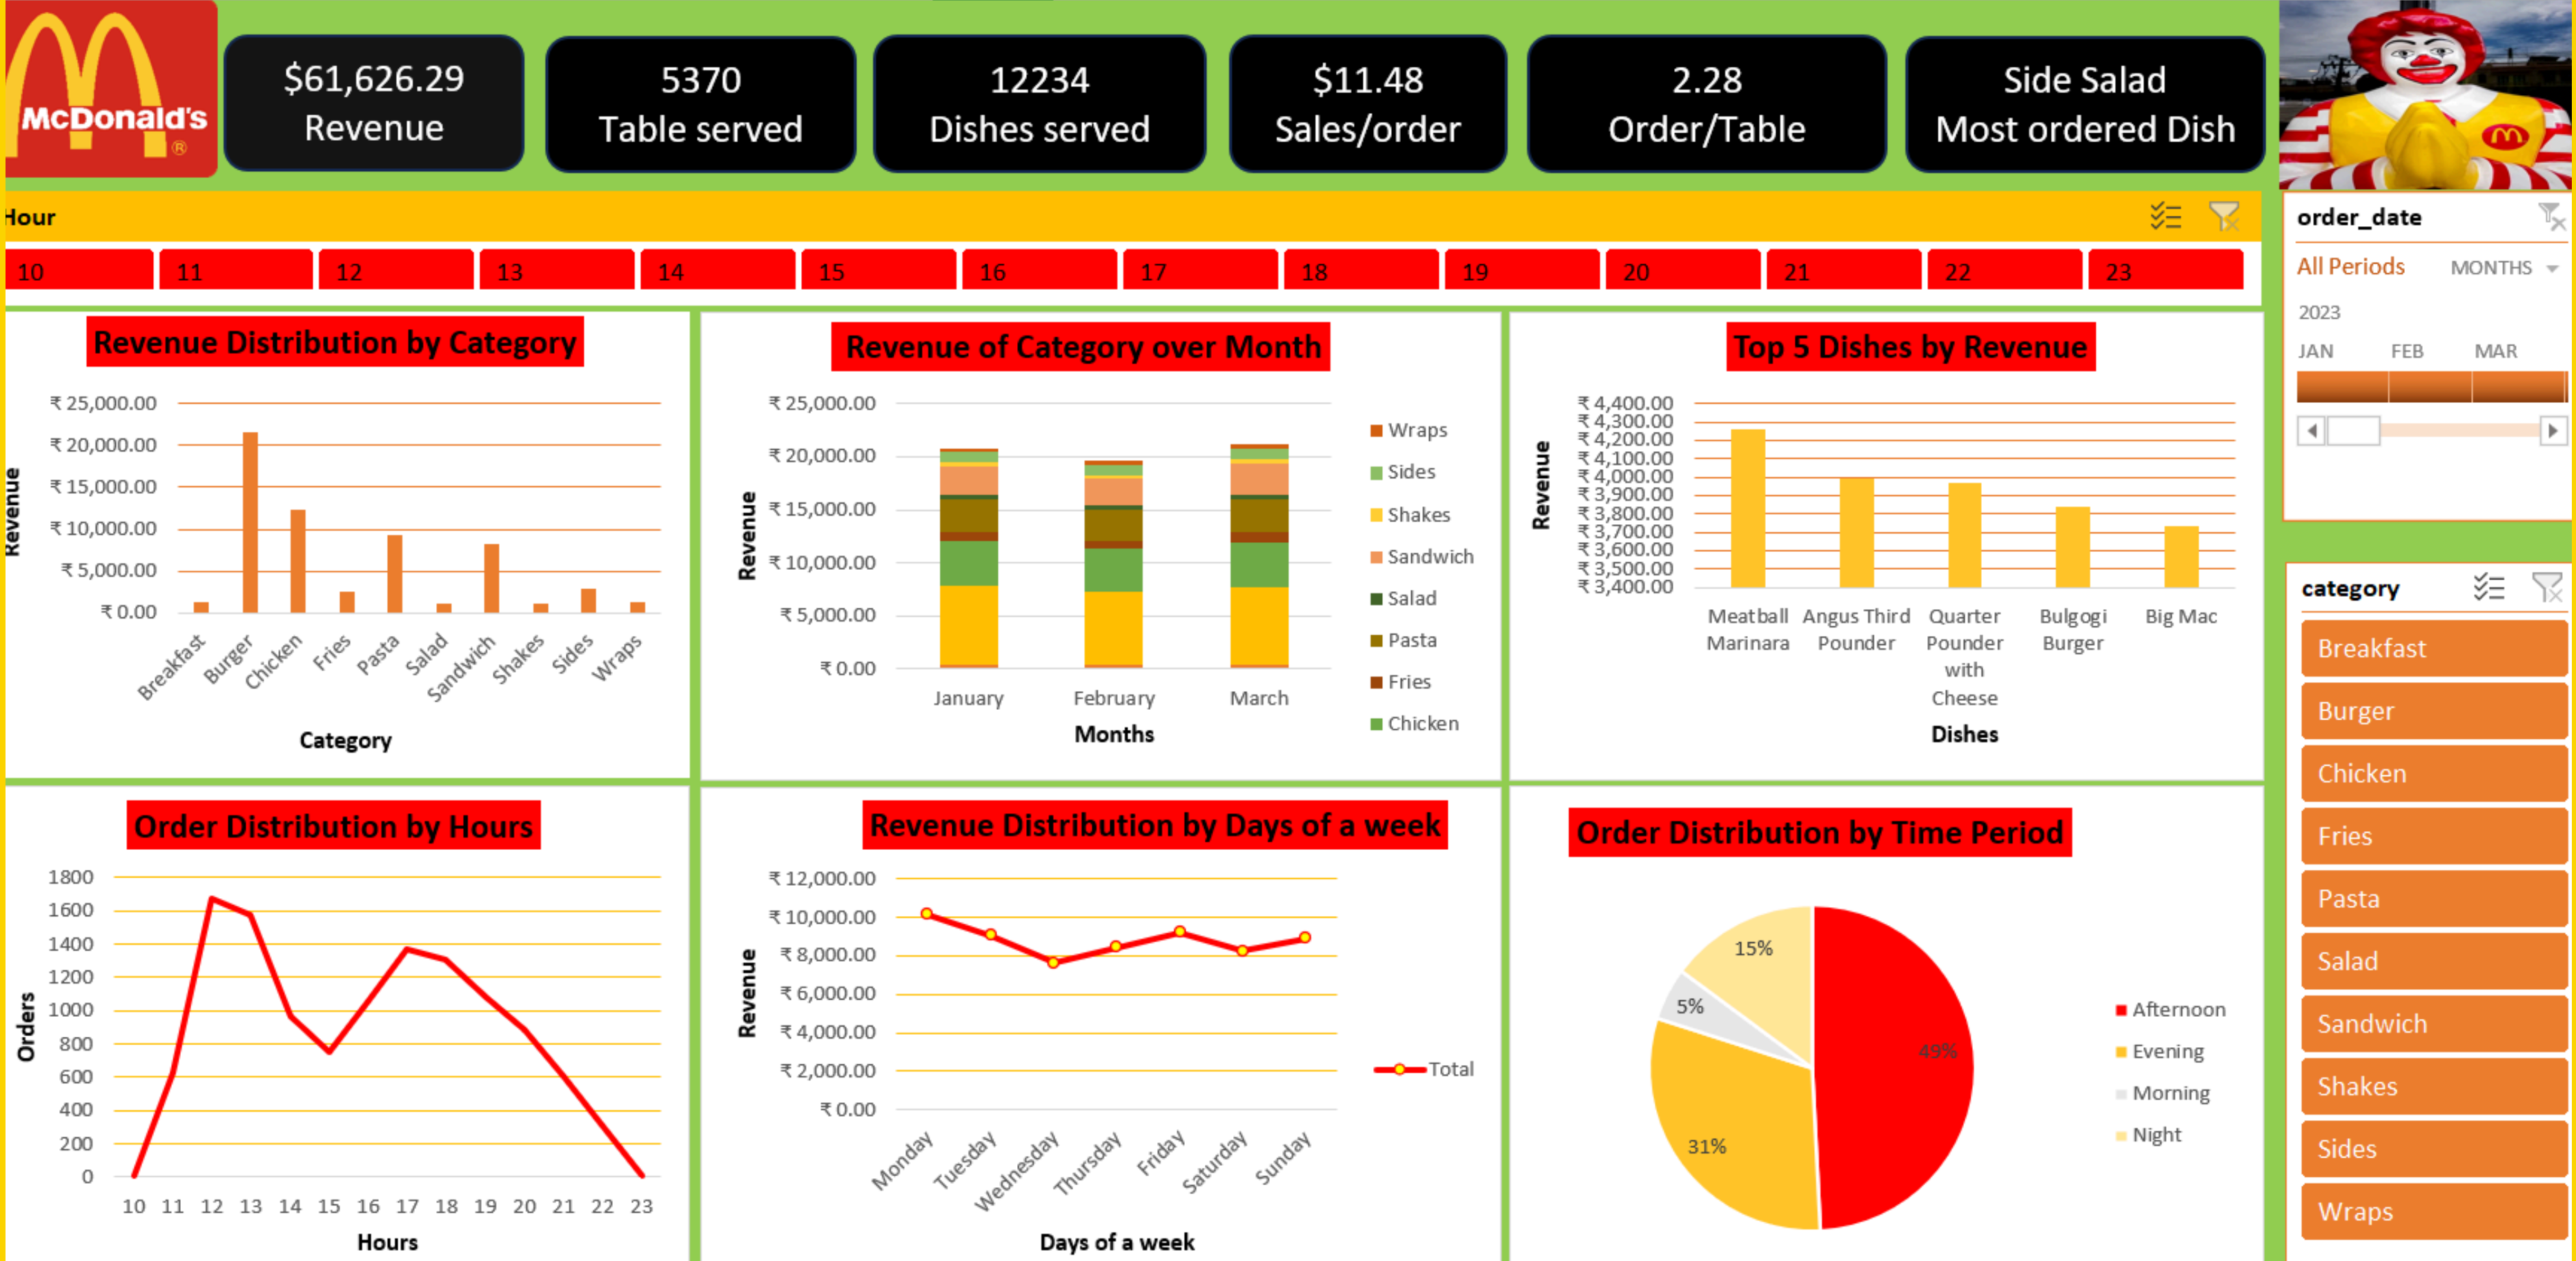 McDonald's
®
$61,626.29
Revenue
5370
Table served
12234
Dishes served
$11.48
Sales/order
2.28
Order/Table
Side Salad
Most ordered Dish
Hour
10 11 12 13 14 15 16 17 18 19 20 21 22 23
order_date
All Periods MONTHS
2023
JAN FEB MAR
Revenue Distribution by Category
Revenue
₹ 25,000.00
₹ 20,000.00
₹ 15,000.00
₹ 10,000.00
₹ 5,000.00
₹ 0.00
Breakfast Burger Chicken Fries Pasta Salad Sandwich Shakes Sides Wraps
Category
Revenue of Category over Month
Revenue
₹ 25,000.00
₹ 20,000.00
₹ 15,000.00
₹ 10,000.00
₹ 5,000.00
₹ 0.00
January February March
Months
Wraps
Sides
Shakes
Sandwich
Salad
Pasta
Fries
Chicken
Top 5 Dishes by Revenue
Revenue
₹ 4,400.00
₹ 4,300.00
₹ 4,200.00
₹ 4,100.00
₹ 4,000.00
₹ 3,900.00
₹ 3,800.00
₹ 3,700.00
₹ 3,600.00
₹ 3,500.00
₹ 3,400.00
Meatball Marinara
Angus Third Pounder
Quarter Pounder with Cheese
Bulgogi Burger
Big Mac
Dishes
category
Breakfast
Burger
Chicken
Fries
Pasta
Salad
Sandwich
Shakes
Sides
Wraps
Order Distribution by Hours
Orders
1800
1600
1400
1200
1000
800
600
400
200
0
10 11 12 13 14 15 16 17 18 19 20 21 22 23
Hours
Revenue Distribution by Days of a week
Revenue
₹ 12,000.00
₹ 10,000.00
₹ 8,000.00
₹ 6,000.00
₹ 4,000.00
₹ 2,000.00
₹ 0.00
Monday Tuesday Wednesday Thursday Friday Saturday Sunday
Days of a week
Total
Order Distribution by Time Period
15%
5%
49%
31%
Afternoon
Evening
Morning
Night